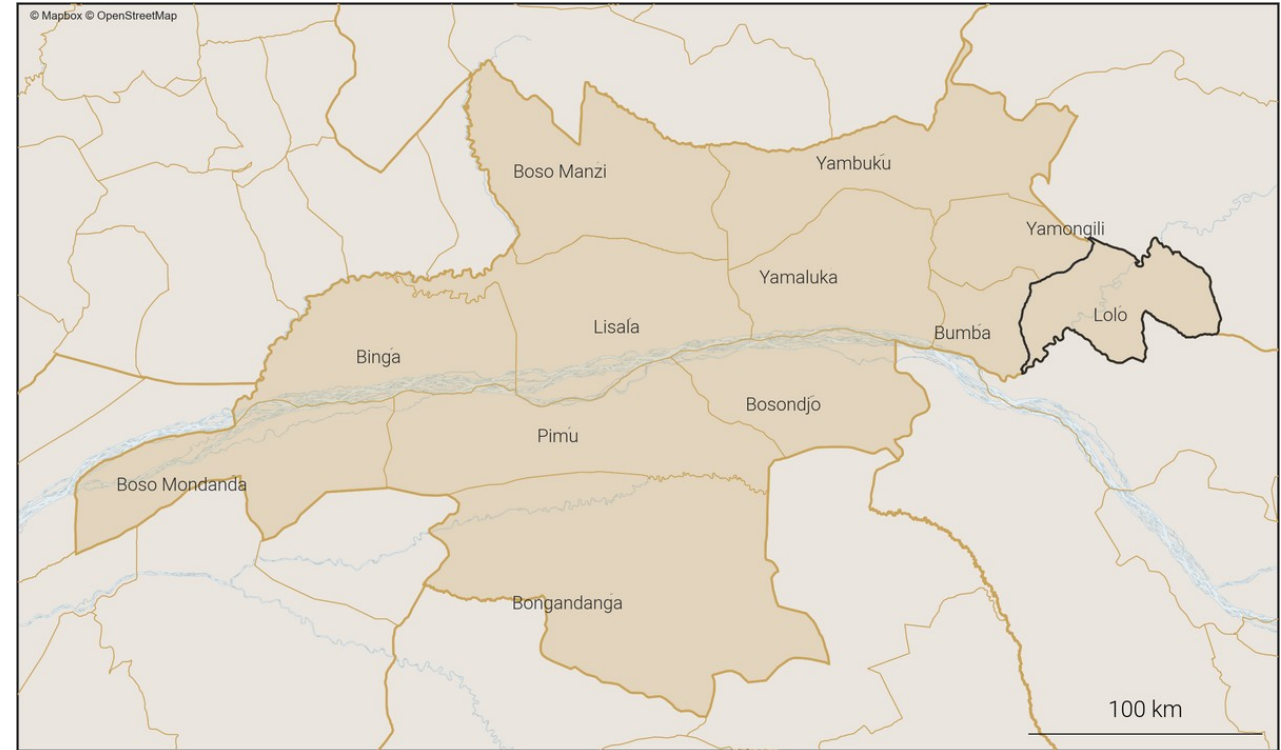 © Mapbox © OpenStreetMap
Boso Manzi
Yambuku
Yamongili
Yamaluka
Lolo
Lisala
Bumba
Binga
Bosondjo
Pimu
Boso Mondanda
Bongandanga
100 km